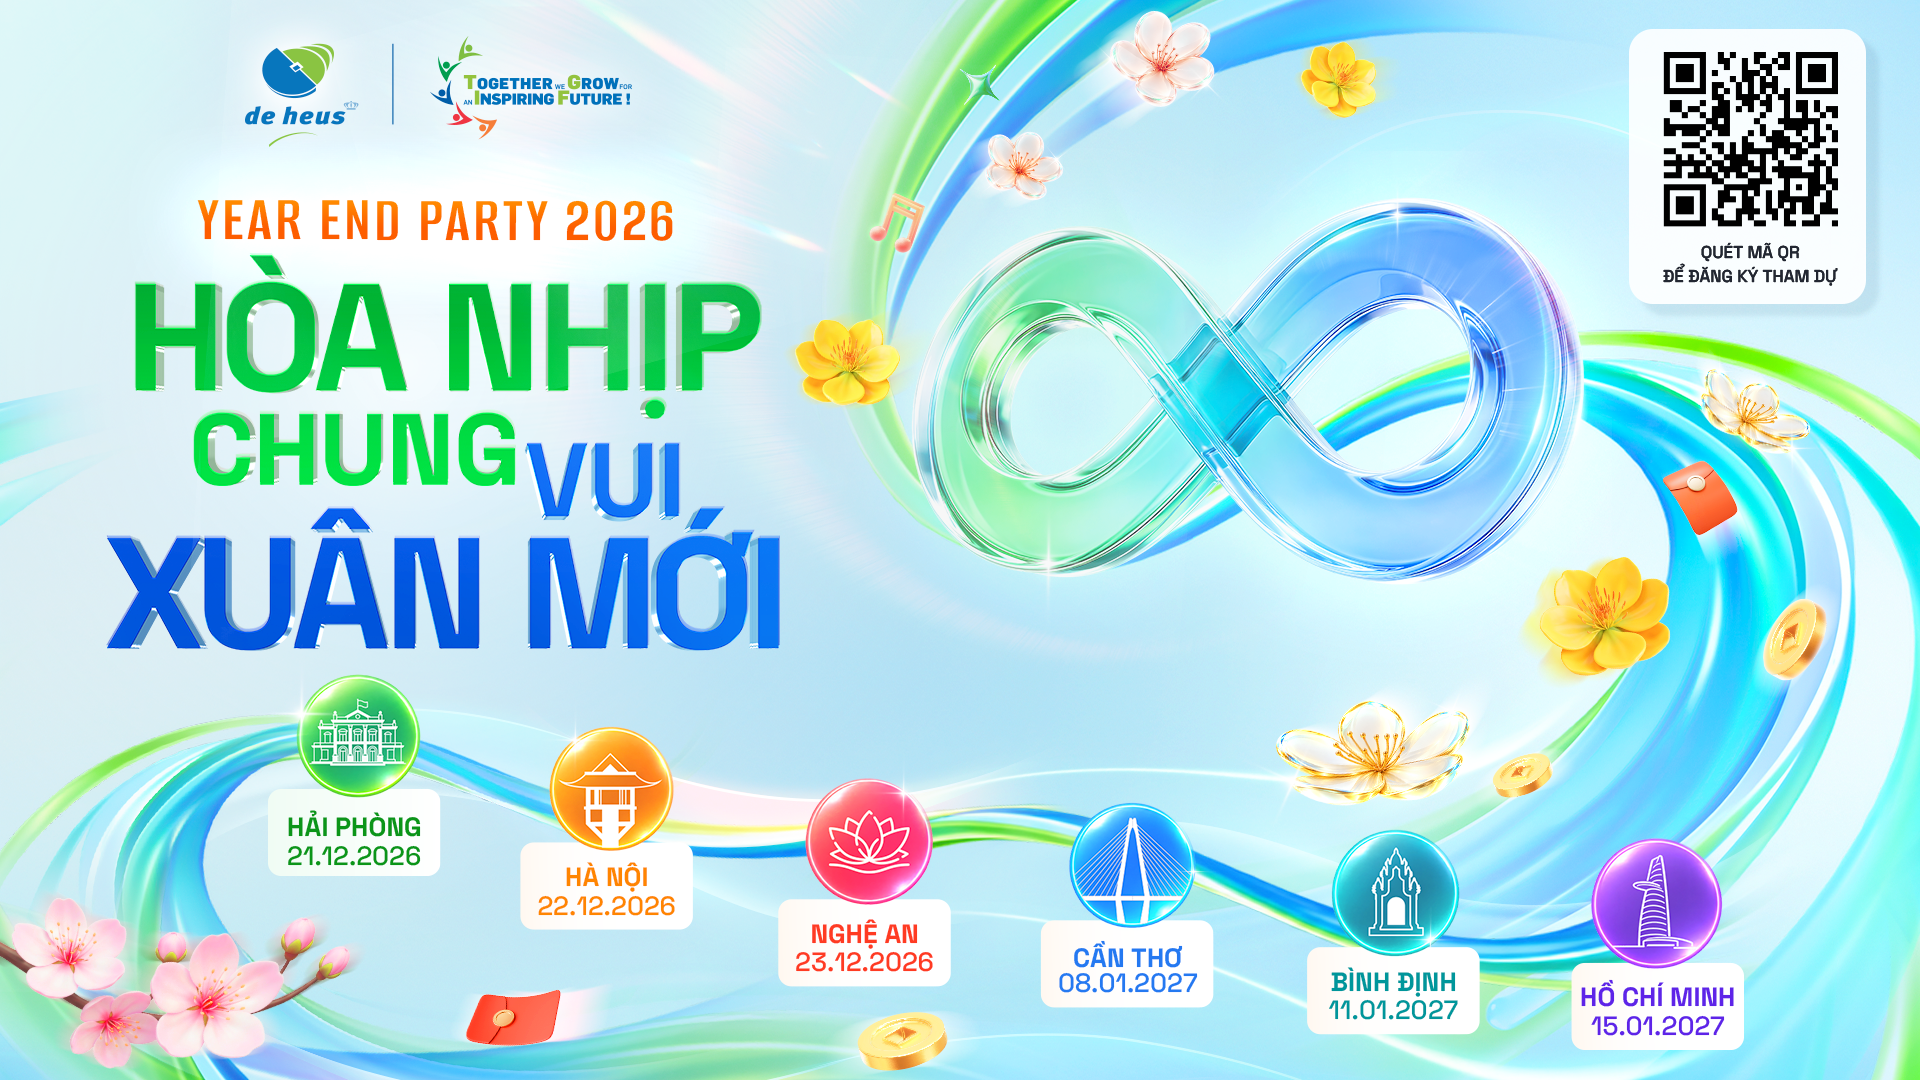 de heus
TOGETHER WE GROW FOR
AN INSPIRING FUTURE !
YEAR END PARTY 2026
HÒA NHỊP
CHUNG VUI
XUÂN MỚI
QUÉT MÃ QR
ĐỂ ĐĂNG KÝ THAM DỰ
HẢI PHÒNG
21.12.2026
HÀ NỘI
22.12.2026
NGHỆ AN
23.12.2026
CẦN THƠ
08.01.2027
BÌNH ĐỊNH
11.01.2027
HỒ CHÍ MINH
15.01.2027